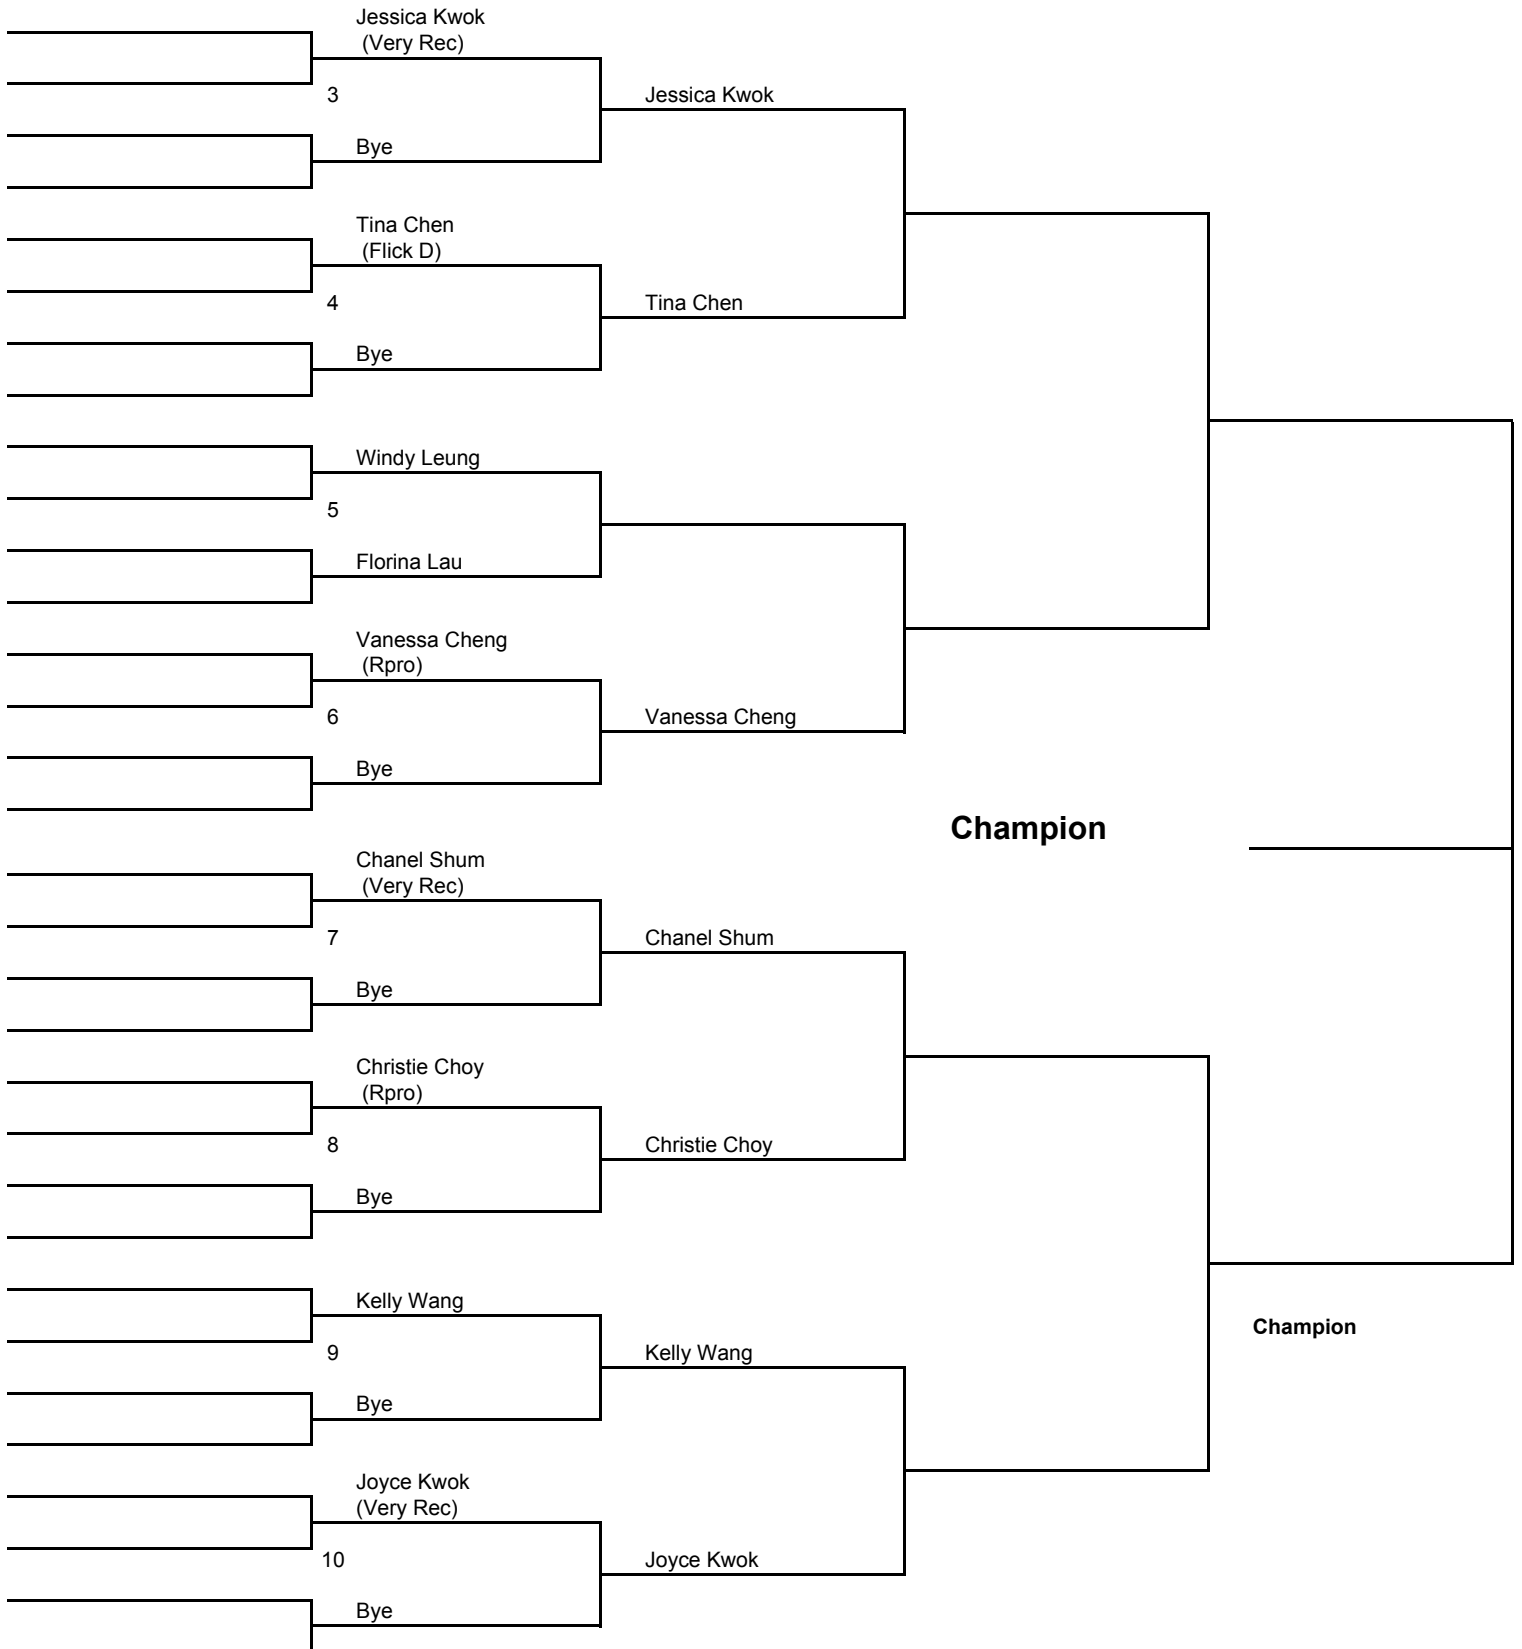 Jessica Kwok
(Very Rec)
3
Jessica Kwok
Bye
Tina Chen
(Flick D)
4
Tina Chen
Bye
Windy Leung
5
Florina Lau
Vanessa Cheng
(Rpro)
6
Vanessa Cheng
Bye
Champion
Chanel Shum
(Very Rec)
7
Chanel Shum
Bye
Christie Choy
(Rpro)
8
Christie Choy
Bye
Kelly Wang
Champion
9
Kelly Wang
Bye
Joyce Kwok
(Very Rec)
10
Joyce Kwok
Bye